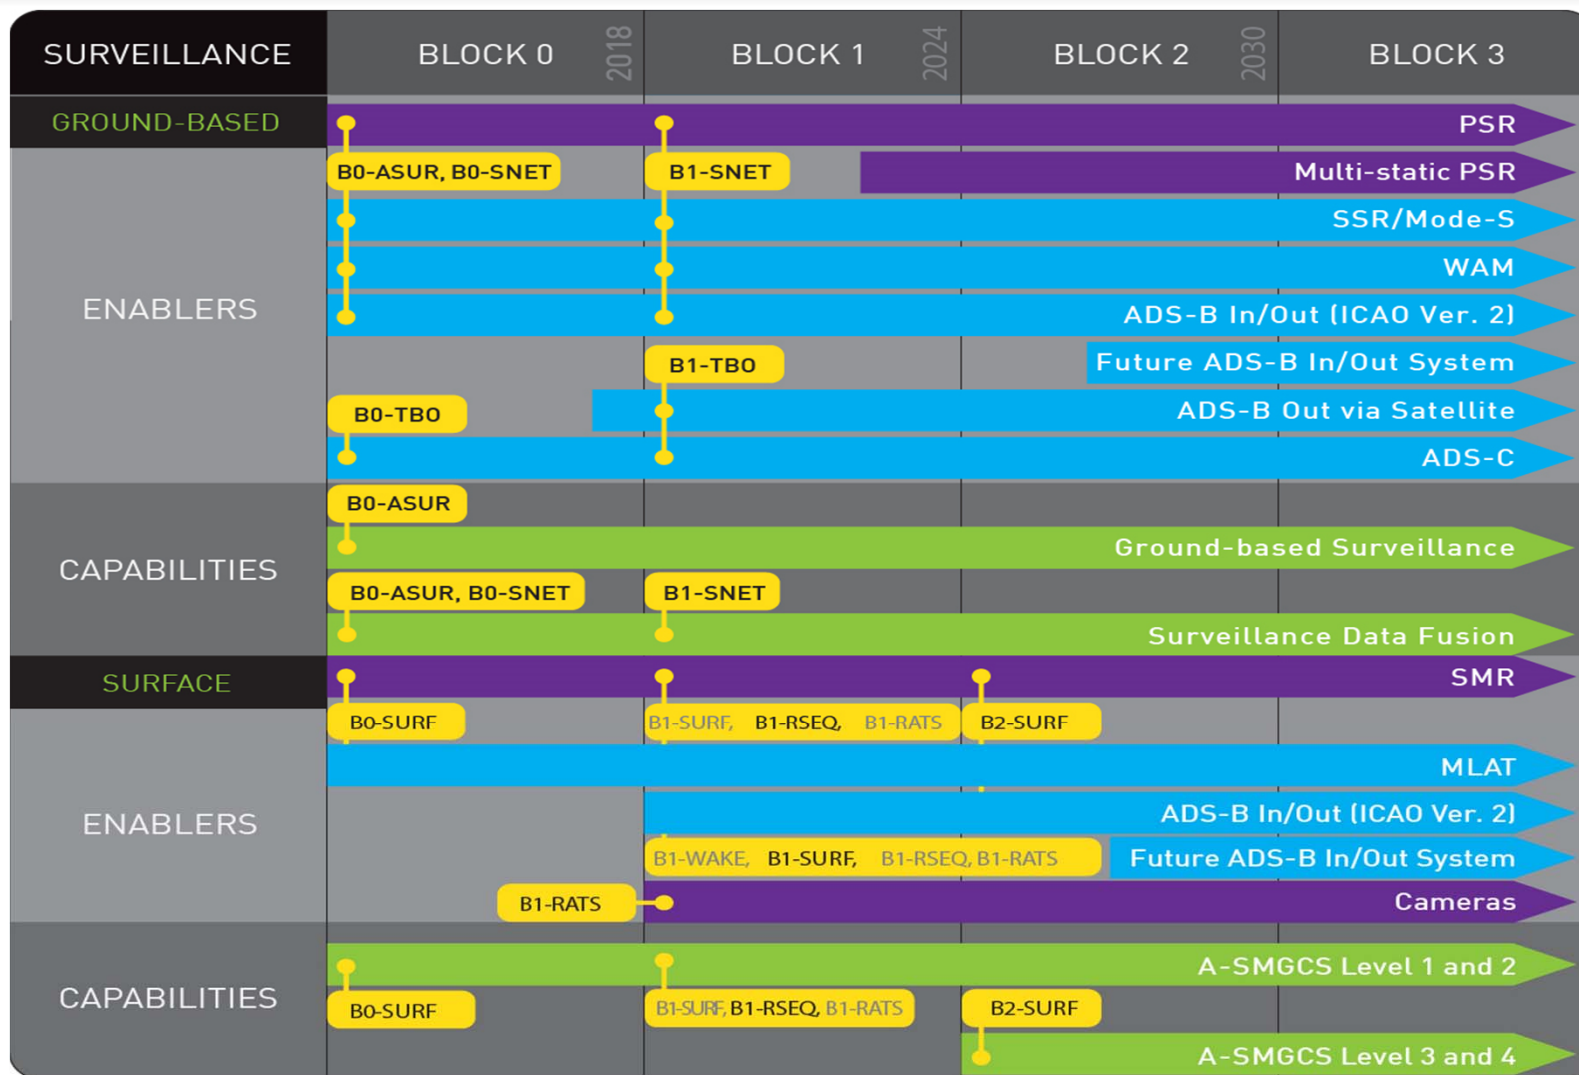 SURVEILLANCE BLOCK 0 2018 BLOCK 1 2024 BLOCK 2 2030 BLOCK 3
GROUND-BASED PSR
B0-ASUR, B0-SNET B1-SNET Multi-static PSR
SSR/Mode-S
WAM
ENABLERS ADS-B In/Out (ICAO Ver. 2)
B1-TBO Future ADS-B In/Out System
B0-TBO ADS-B Out via Satellite
ADS-C
B0-ASUR
Ground-based Surveillance
CAPABILITIES
B0-ASUR, B0-SNET B1-SNET
Surveillance Data Fusion
SURFACE SMR
B0-SURF B1-SURF, B1-RSEQ, B1-RATS B2-SURF
MLAT
ENABLERS ADS-B In/Out (ICAO Ver. 2)
B1-WAKE, B1-SURF, B1-RSEQ, B1-RATS Future ADS-B In/Out System
B1-RATS Cameras
A-SMGCS Level 1 and 2
CAPABILITIES
B0-SURF B1-SURF, B1-RSEQ, B1-RATS B2-SURF
A-SMGCS Level 3 and 4